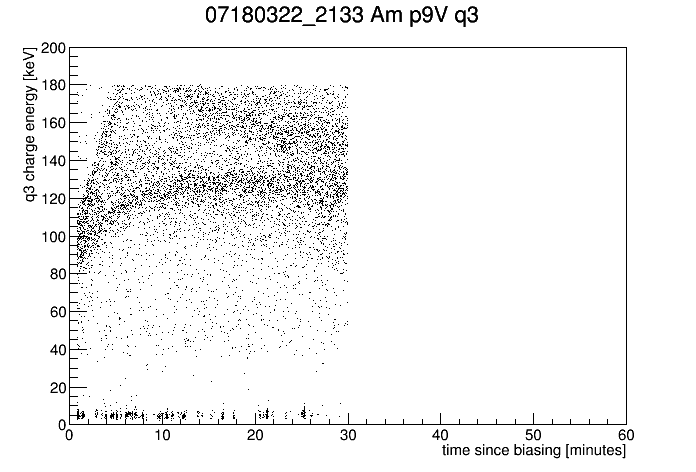 07180322_2133 Am p9V q3
q3 charge energy [keV]
200
180
160
140
120
100
80
60
40
20
0
0 10 20 30 40 50 60
time since biasing [minutes]